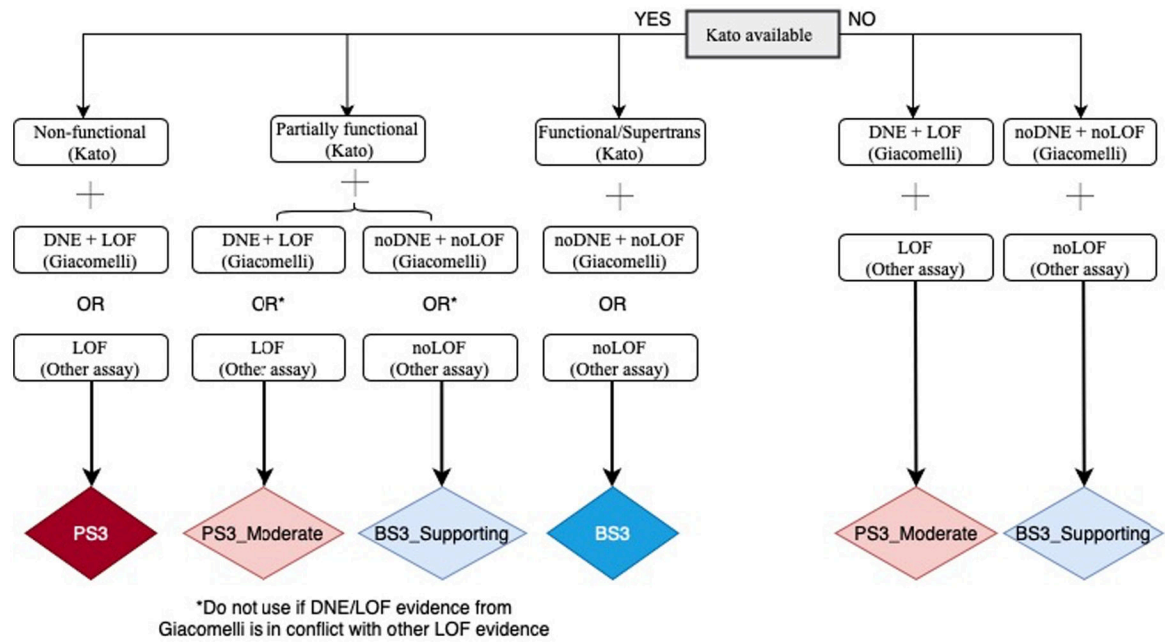 YES
Kato available
NO
Non-functional
(Kato)
Partially functional
(Kato)
Functional/Supertrans
(Kato)
DNE + LOF
(Giacomelli)
noDNE + noLOF
(Giacomelli)
DNE + LOF
(Giacomelli)
DNE + LOF
(Giacomelli)
noDNE + noLOF
(Giacomelli)
noDNE + noLOF
(Giacomelli)
LOF
(Other assay)
noLOF
(Other assay)
OR
OR*
OR*
OR
LOF
(Other assay)
LOF
(Other assay)
noLOF
(Other assay)
noLOF
(Other assay)
PS3
PS3_Moderate
BS3_Supporting
BS3
PS3_Moderate
BS3_Supporting
*Do not use if DNE/LOF evidence from
Giacomelli is in conflict with other LOF evidence